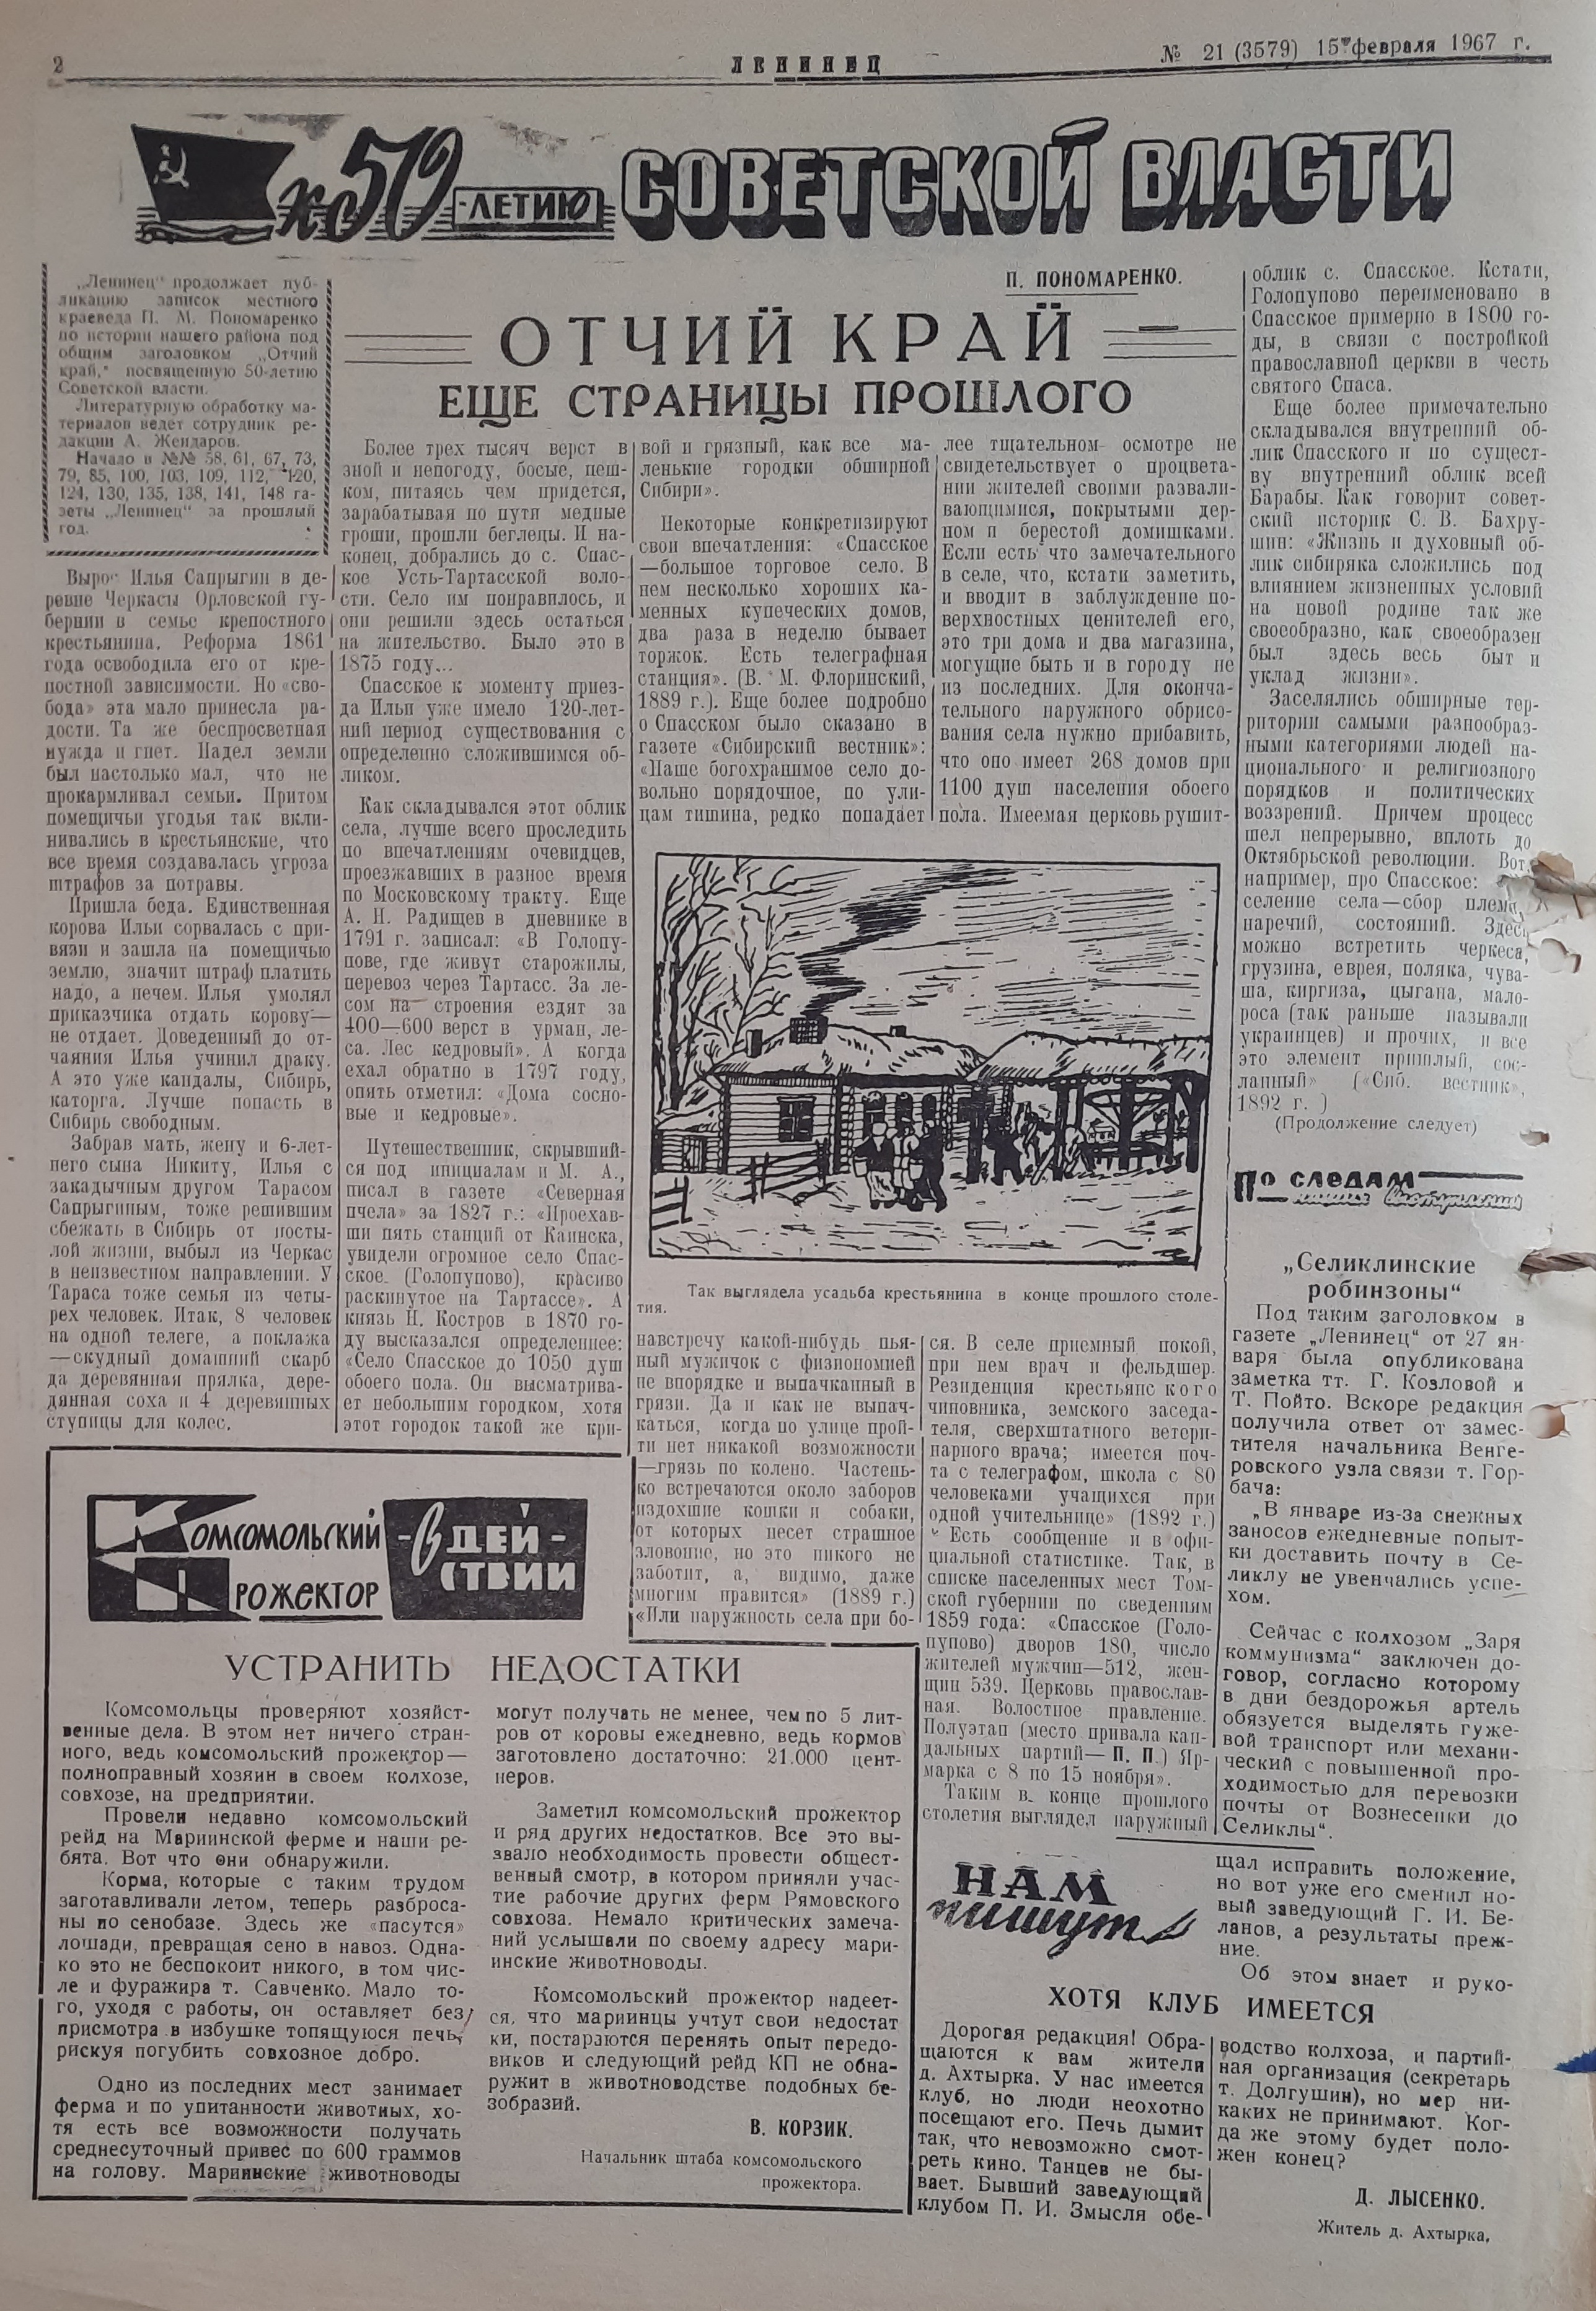 2
ЛЕНИНЕЦ
№ 21 (3579) 15 февраля 1967 г.
к 50-ЛЕТИЮ СОВЕТСКОЙ ВЛАСТИ
„Ленинец“ продолжает пуб-
ликацию записок местного
краеведа П. М. Пономаренко
по истории нашего района под
общим заголовком „Отчий
край,“ посвященную 50-летию
Советской власти.
Литературную обработку ма-
териалов ведет сотрудник ре-
дакции А. Жендаров.
Начало в №№ 58, 61, 67, 73,
79, 85, 100, 103, 109, 112, 120,
124, 130, 135, 138, 141, 148 га-
зеты „Ленинец“ за прошлый
год.
П. ПОНОМАРЕНКО.
ОТЧИЙ КРАЙ
ЕЩЕ СТРАНИЦЫ ПРОШЛОГО
Вырос Илья Сапрыгин в де-
ревне Черкасы Орловской гу-
бернии в семье крепостного
крестьянина. Реформа 1861
года освободила его от кре-
постной зависимости. Но «сво-
бода» эта мало принесла ра-
дости. Та же беспросветная
нужда и гнет. Надел земли
был настолько мал, что не
прокармливал семьи. Притом
помещичьи угодья так вкли-
нивались в крестьянские, что
все время создавалась угроза
штрафов за потравы.
Пришла беда. Единственная
корова Ильи сорвалась с при-
вязи и зашла на помещичью
землю, значит штраф платить
надо, а нечем. Илья умолял
приказчика отдать корову—
не отдает. Доведенный до от-
чаяния Илья учинил драку.
А это уже кандалы, Сибирь,
каторга. Лучше попасть в
Сибирь свободным.
Забрав мать, жену и 6-лет-
него сына Никиту, Илья с
закадычным другом Тарасом
Сапрыгиным, тоже решившим
сбежать в Сибирь от посты-
лой жизни, выбыл из Черкас
в неизвестном направлении. У
Тараса тоже семья из четы-
рех человек. Итак, 8 человек
на одной телеге, а поклажа
—скудный домашний скарб
да деревянная прялка, дере-
вянная соха и 4 деревянных
ступицы для колес.
Более трех тысяч верст в
зной и непогоду, босые, пеш-
ком, питаясь чем придется,
зарабатывая по пути медные
гроши, прошли беглецы. И на-
конец, добрались до с. Спас-
кое Усть-Тартасской воло-
сти. Село им понравилось, и
они решили здесь остаться
на жительство. Было это в
1875 году...
Спасское к моменту приез-
да Ильи уже имело 120-лет-
ний период существования с
определенно сложившимся об-
ликом.
Как складывался этот облик
села, лучше всего проследить
по впечатлениям очевидцев,
проезжавших в разное время
по Московскому тракту. Еще
А. Н. Радищев в дневнике в
1791 г. записал: «В Голопу-
пове, где живут старожилы,
перевоз через Тартасс. За ле-
сом на строения ездят за
400—600 верст в урман, ле-
са. Лес кедровый». А когда
ехал обратно в 1797 году,
опять отметил: «Дома сосно-
вые и кедровые».
Путешественник, скрывший-
ся под инициалам и М. А.,
писал в газете «Северная
пчела» за 1827 г.: «Проехав-
ши пять станций от Каинска,
увидели огромное село Спас-
ское (Голопупово), красиво
раскинутое на Тартассе». А
князь Н. Костров в 1870 го-
ду высказался определеннее:
«Село Спасское до 1050 душ
обоего пола. Он высматрива-
ет небольшим городком, хотя
этот городок такой же кри-
вой и грязный, как все ма-
ленькие городки обширной
Сибири».
Некоторые конкретизируют
свои впечатления: «Спасское
—большое торговое село. В
нем несколько хороших ка-
менных купеческих домов,
два раза в неделю бывает
торжок. Есть телеграфная
станция». (В. М. Флоринский,
1889 г.). Еще более подробно
о Спасском было сказано в
газете «Сибирский вестник»:
«Наше богохранимое село до-
вольно порядочное, по ули-
цам тишина, редко попадает
лее тщательном осмотре не
свидетельствует о процвета-
нии жителей своими развали-
вающимися, покрытыми дер-
ном и берестой домишками.
Если есть что замечательного
в селе, что, кстати заметить,
и вводит в заблуждение по-
верхностных ценителей его,
это три дома и два магазина,
могущие быть и в городу не
из последних. Для оконча-
тельного наружного обрисо-
вания села нужно прибавить,
что оно имеет 268 домов при
1100 душ населения обоего
пола. Имеемая церковь рушит-
Так выглядела усадьба крестьянина в конце прошлого столе-
тия.
навстречу какой-нибудь пья-
ный мужичок с физиономией
не впорядке и выпачканный в
грязи. Да и как не выпач-
каться, когда по улице прой-
ти нет никакой возможности
—грязь по колено. Частень-
ко встречаются около заборов
издохшие кошки и собаки,
от которых несет страшное
зловоние, но это никого не
заботит, а, видимо, даже
многим правится» (1889 г.)
«Или наружность села при бо-
ся. В селе приемный покой,
при нем врач и фельдшер.
Резиденция крестьянского
чиновника, земского заседа-
теля, сверхштатного ветери-
нарного врача; имеется поч-
та с телеграфом, школа с 80
человеками учащихся при
одной учительнице» (1892 г.)
Есть сообщение и в офи-
циальной статистике. Так, в
списке населенных мест Том-
ской губернии по сведениям
1859 года: «Спасское (Голо-
пупово) дворов 180, число
жителей мужчин—512, жен-
щин 539. Церковь православ-
ная. Волостное правление.
Полуэтап (место привала кан-
дальных партий—П. П.) Яр-
марка с 8 по 15 ноября».
Таким в конце прошлого
столетия выглядел наружный
облик с. Спасское. Кстати,
Голопупово переименовано в
Спасское примерно в 1800 го-
ды, в связи с постройкой
православной церкви в честь
святого Спаса.
Еще более примечательно
складывался внутренний об-
лик Спасского и по сущест-
ву внутренний облик всей
Барабы. Как говорит совет-
ский историк С. В. Бахру-
шин: «Жизнь и духовный об-
лик сибиряка сложились под
влиянием жизненных условий
на новой родине так же
своеобразно, как своеобразен
был здесь весь быт и
уклад жизни».
Заселялись обширные тер-
ритории самыми разнообраз-
ными категориями людей на-
ционального и религиозного
порядков и политических
воззрений. Причем процесс
шел непрерывно, вплоть до
Октябрьской революции. Вот,
например, про Спасское:
селение села—сбор племен,
наречий, состояний. Здесь
можно встретить черкеса,
грузина, еврея, поляка, чува-
ша, киргиза, цыгана, мало-
роса (так раньше называли
украинцев) и прочих, и все
это элемент пришлый, сос-
ланный» («Сиб. вестник»,
1892 г. )
(Продолжение следует)
По следам
наших выступлений
„Селиклинские
робинзоны“
Под таким заголовком в
газете „Ленинец“ от 27 ян-
варя была опубликована
заметка тт. Г. Козловой и
Т. Пойто. Вскоре редакция
получила ответ от замес-
тителя начальника Венге-
ровского узла связи т. Гор-
бача:
„В январе из-за снежных
заносов ежедневные попыт-
ки доставить почту в Се-
ликлу не увенчались успе-
хом.
Сейчас с колхозом „Заря
коммунизма“ заключен до-
говор, согласно которому
в дни бездорожья артель
обязуется выделять гуже-
вой транспорт или механи-
ческий с повышенной про-
ходимостью для перевозки
почты от Вознесенки до
Селиклы“.
Комсомольский
Прожектор
- в ДЕЙ-
СТВИИ
УСТРАНИТЬ НЕДОСТАТКИ
Комсомольцы проверяют хозяйст-
венные дела. В этом нет ничего стран-
ного, ведь комсомольский прожектор—
полноправный хозяин в своем колхозе,
совхозе, на предприятии.
Провели недавно комсомольский
рейд на Мариинской ферме и наши ре-
бята. Вот что они обнаружили.
Корма, которые с таким трудом
заготавливали летом, теперь разброса-
ны по сенобазе. Здесь же «пасутся»
лошади, превращая сено в навоз. Одна-
ко это не беспокоит никого, в том чис-
ле и фуражира т. Савченко. Мало то-
го, уходя с работы, он оставляет без
присмотра в избушке топящуюся печь,
рискуя погубить совхозное добро.
Одно из последних мест занимает
ферма и по упитанности животных, хо-
тя есть все возможности получать
среднесуточный привес по 600 граммов
на голову. Мариинские животноводы
могут получать не менее, чем по 5 лит-
ров от коровы ежедневно, ведь кормов
заготовлено достаточно: 21.000 цент-
неров.
Заметил комсомольский прожектор
и ряд других недостатков. Все это вы-
звало необходимость провести общест-
венный смотр, в котором приняли учас-
тие рабочие других ферм Рямовского
совхоза. Немало критических замеча-
ний услышали по своему адресу мари-
инские животноводы.
Комсомольский прожектор надеет-
ся, что мариинцы учтут свои недостат
ки, постараются перенять опыт передо-
виков и следующий рейд КП не обна-
ружит в животноводстве подобных бе-
зобразий.
В. КОРЗИК.
Начальник штаба комсомольского
прожектора.
НАМ
пишут
ХОТЯ КЛУБ ИМЕЕТСЯ
Дорогая редакция! Обра-
щаются к вам жители
д. Ахтырка. У нас имеется
клуб, но люди неохотно
посещают его. Печь дымит
так, что невозможно смот-
реть кино. Танцев не бы-
вает. Бывший заведующий
клубом П. И. Змысля обе-
щал исправить положение,
но вот уже его сменил но-
вый заведующий Г. И. Бе-
ланов, а результаты преж-
ние.
Об этом знает и руко-
водство колхоза, и партий-
ная организация (секретарь
т. Долгушин), но мер ни-
каких не принимают. Ког-
да же этому будет поло-
жен конец?
Д. ЛЫСЕНКО.
Житель д. Ахтырка,